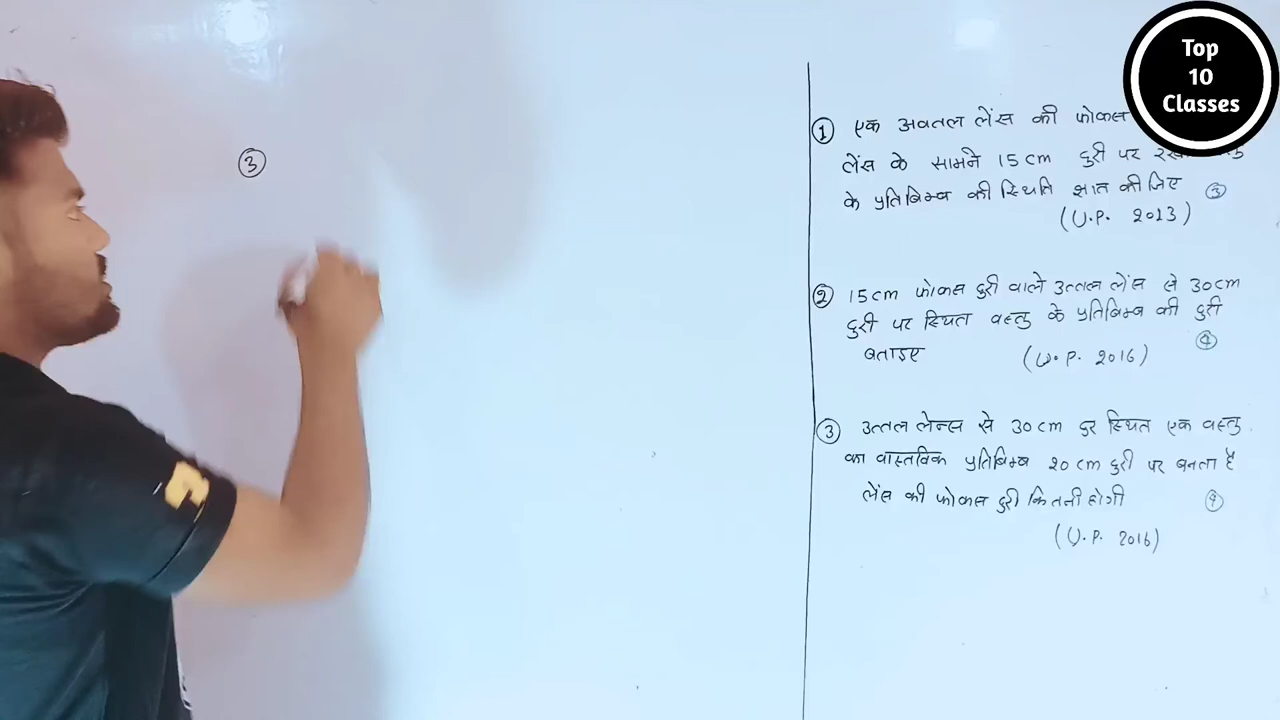 Top
10
Classes
③
① एक अवतल लेंस की फोकस
लेंस के सामने 15 cm दुरी पर
के प्रतिबिम्ब की स्थिति ज्ञात कीजिए ③
(U.P. 2013)
② 15 cm फोकस दुरी वाले उत्तल लेंस से 30 cm
दुरी पर स्थित वस्तु के प्रतिबिम्ब की दुरी
बताइए (U.P. 2016) ④
③ उत्तल लेन्स से 30 cm दुर स्थित एक वस्तु
का वास्तविक प्रतिबिम्ब 20 cm दुरी पर बनता है
लेंस की फोकस दुरी कितनी होगी
(U.P. 2016)